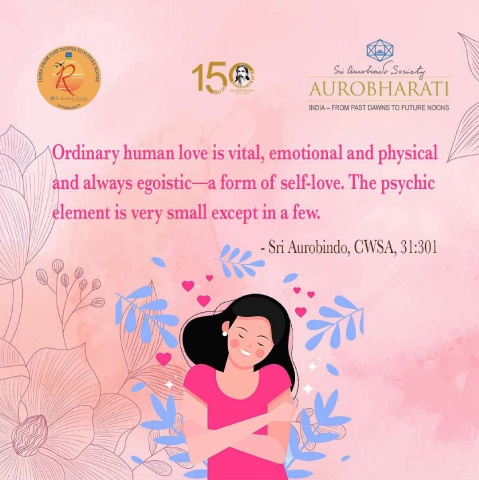 150
Sri Aurobindo Society
AUROBHARATI
INDIA – FROM PAST DAWNS TO FUTURE NOONS
Ordinary human love is vital, emotional and physical
and always egoistic—a form of self-love. The psychic
element is very small except in a few.
- Sri Aurobindo, CWSA, 31:301